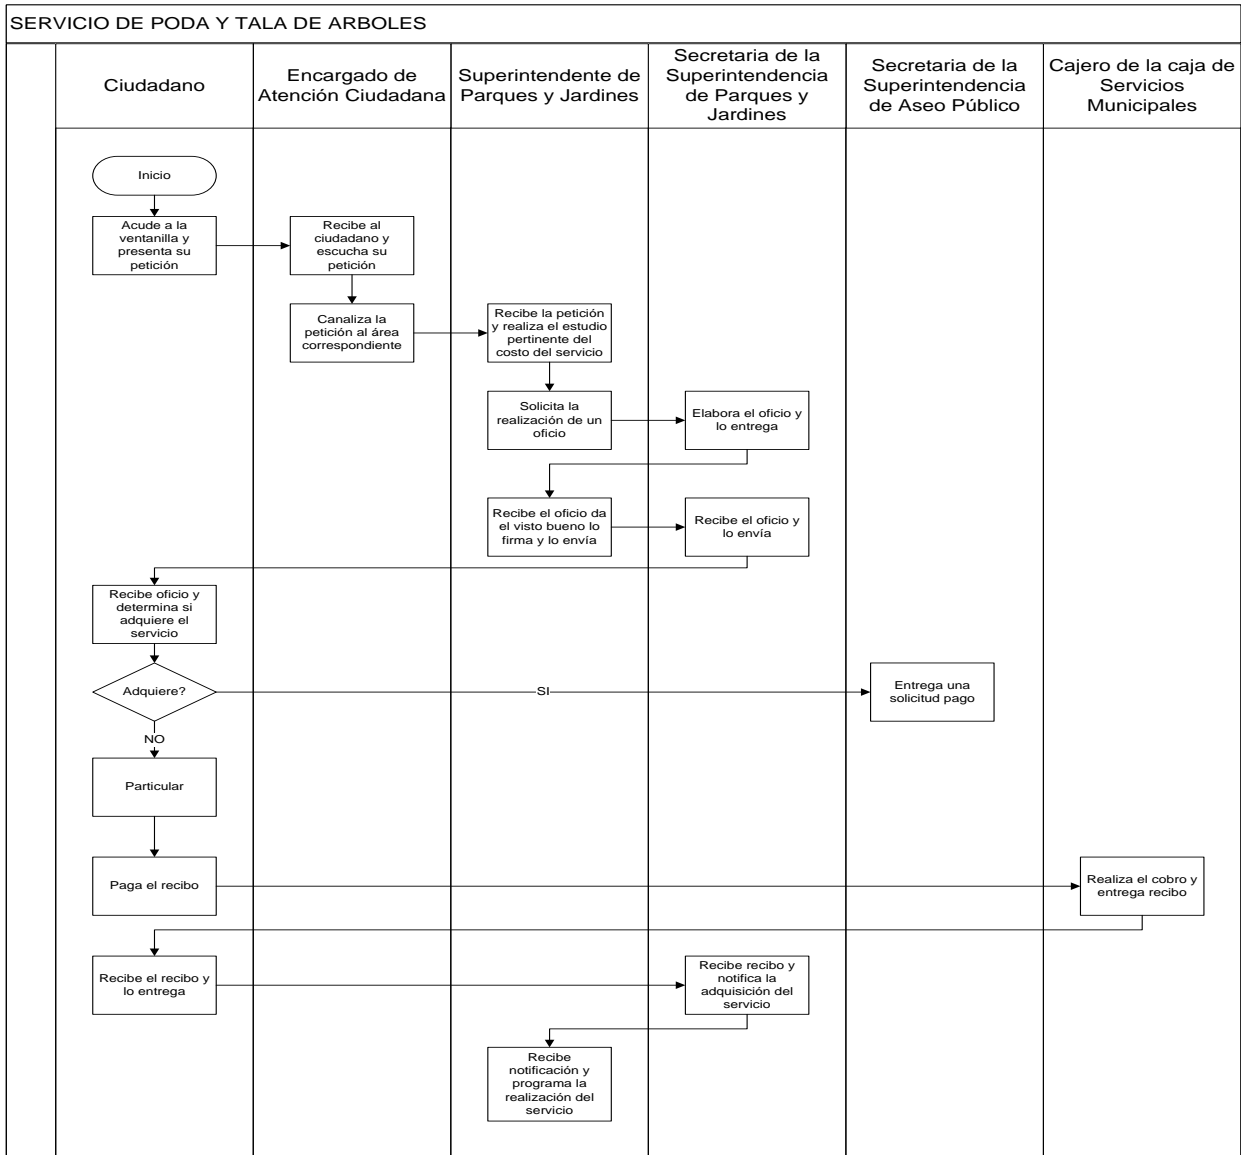 SERVICIO DE PODA Y TALA DE ARBOLES
Ciudadano
Encargado de
Atención Ciudadana
Superintendente de
Parques y Jardines
Secretaria de la
Superintendencia
de Parques y
Jardines
Secretaria de la
Superintendencia
de Aseo Público
Cajero de la caja de
Servicios
Municipales
Inicio
Acude a la
ventanilla y
presenta su
petición
Recibe al
ciudadano y
escucha su
petición
Canaliza la
petición al área
correspondiente
Recibe la petición
y realiza el estudio
pertinente del
costo del servicio
Solicita la
realización de un
oficio
Elabora el oficio y
lo entrega
Recibe el oficio da
el visto bueno lo
firma y lo envía
Recibe el oficio y
lo envía
Recibe oficio y
determina si
adquiere el
servicio
Adquiere?
SI
Entrega una
solicitud pago
NO
Particular
Paga el recibo
Realiza el cobro y
entrega recibo
Recibe el recibo y
lo entrega
Recibe recibo y
notifica la
adquisición del
servicio
Recibe
notificación y
programa la
realización del
servicio